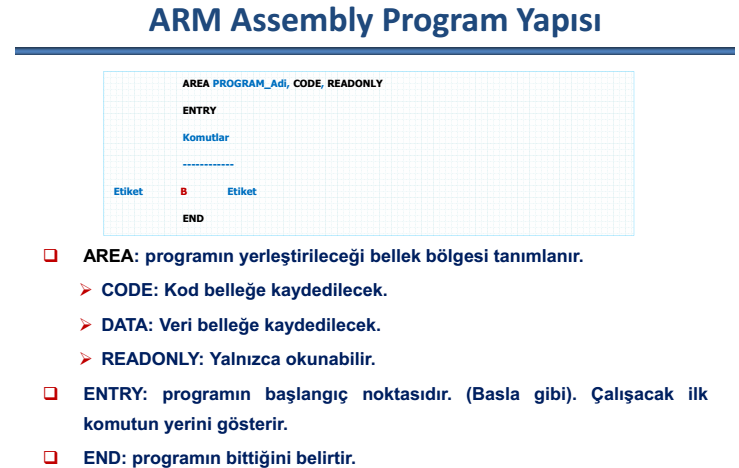 ARM Assembly Program Yapısı
AREA PROGRAM_Adi, CODE, READONLY
ENTRY
Komutlar
------------
Etiket B Etiket
END
AREA: programın yerleştirileceği bellek bölgesi tanımlanır.
CODE: Kod belleğe kaydedilecek.
DATA: Veri belleğe kaydedilecek.
READONLY: Yalnızca okunabilir.
ENTRY: programın başlangıç noktasıdır. (Basla gibi). Çalışacak ilk
komutun yerini gösterir.
END: programın bittiğini belirtir.